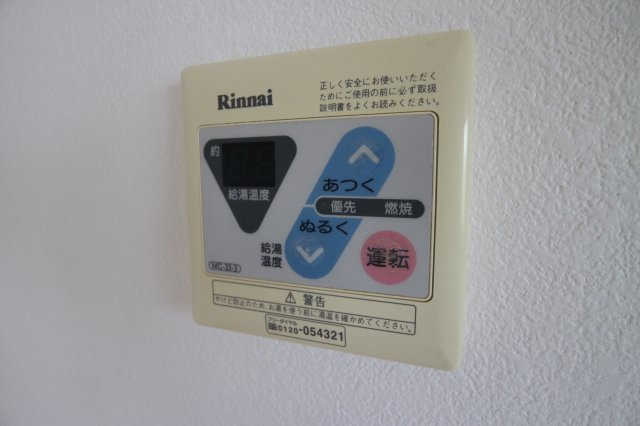 Rinnai
正しく安全にお使いいただく
ためにご使用の前に必ず取扱
説明書をよくお読みください。
約
給湯温度
あつく
優先 燃焼
ぬるく
給湯
温度
運転
MC-33-3
警告
やけど防止のため、お湯を使う前に湯温を確かめてください。
フリーダイヤル
0120-054321